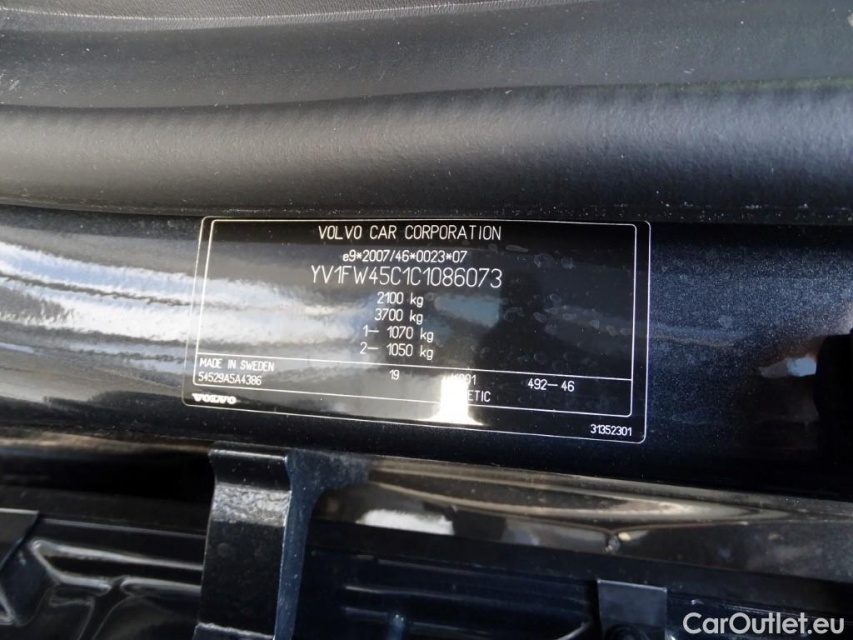 VOLVO CAR CORPORATION
e9*2007/46*0023*07
YV1FW45C1C1086073
2100 kg
3700 kg
1– 1070 kg
2– 1050 kg
MADE IN SWEDEN
54529A5A4386 19 492–46
VOLVO
31352301
CarOutlet.eu